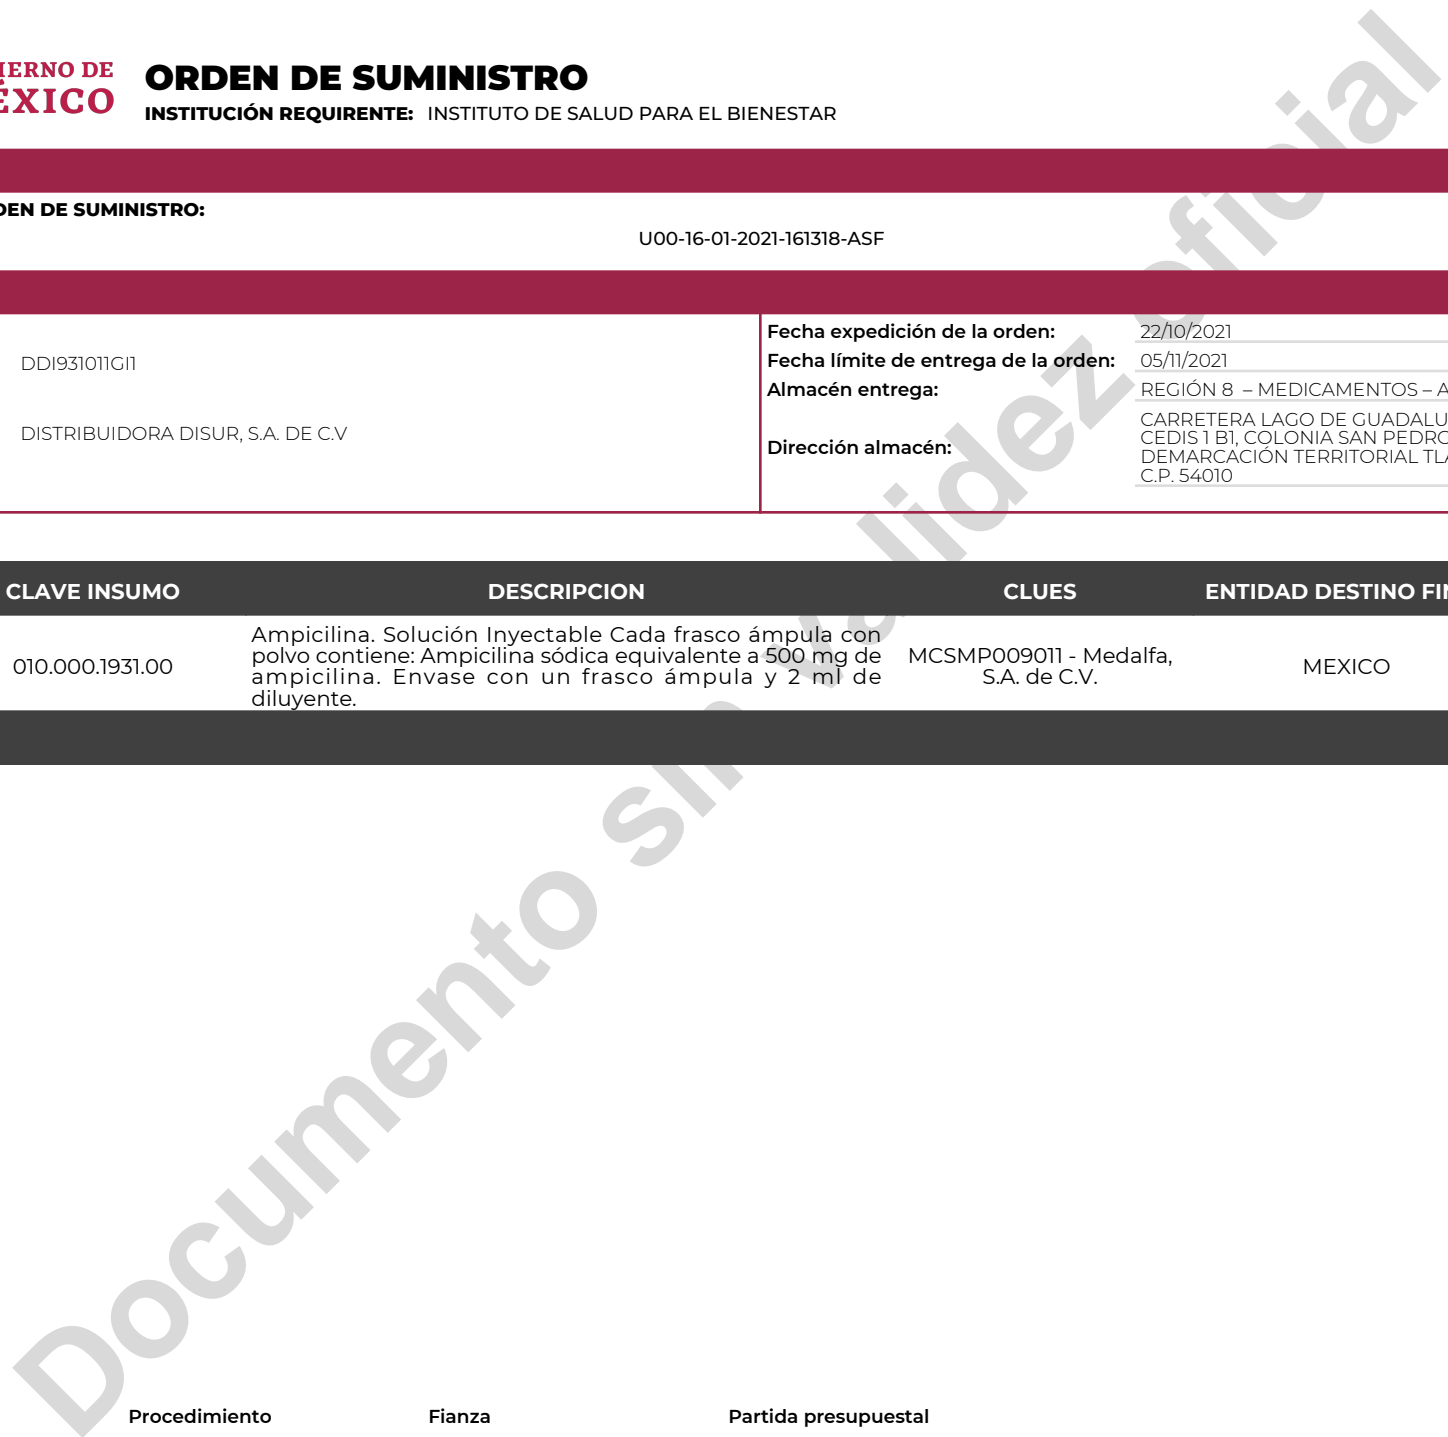 IERNO DE
ÉXICO
ORDEN DE SUMINISTRO
INSTITUCIÓN REQUIRENTE: INSTITUTO DE SALUD PARA EL BIENESTAR
DEN DE SUMINISTRO:
U00-16-01-2021-161318-ASF
DDI931011GI1
DISTRIBUIDORA DISUR, S.A. DE C.V
Fecha expedición de la orden: 22/10/2021
Fecha límite de entrega de la orden: 05/11/2021
Almacén entrega: REGIÓN 8 – MEDICAMENTOS – A
Dirección almacén:
CARRETERA LAGO DE GUADALU
CEDIS 1 B1, COLONIA SAN PEDRO
DEMARCACIÓN TERRITORIAL TLA
C.P. 54010
CLAVE INSUMO DESCRIPCION CLUES ENTIDAD DESTINO FIN
010.000.1931.00
Ampicilina. Solución Inyectable Cada frasco ámpula con
polvo contiene: Ampicilina sódica equivalente a 500 mg de
ampicilina. Envase con un frasco ámpula y 2 ml de
diluyente.
MCSMP009011 - Medalfa,
S.A. de C.V.
MEXICO
Documento sin validez oficial
Procedimiento Fianza Partida presupuestal